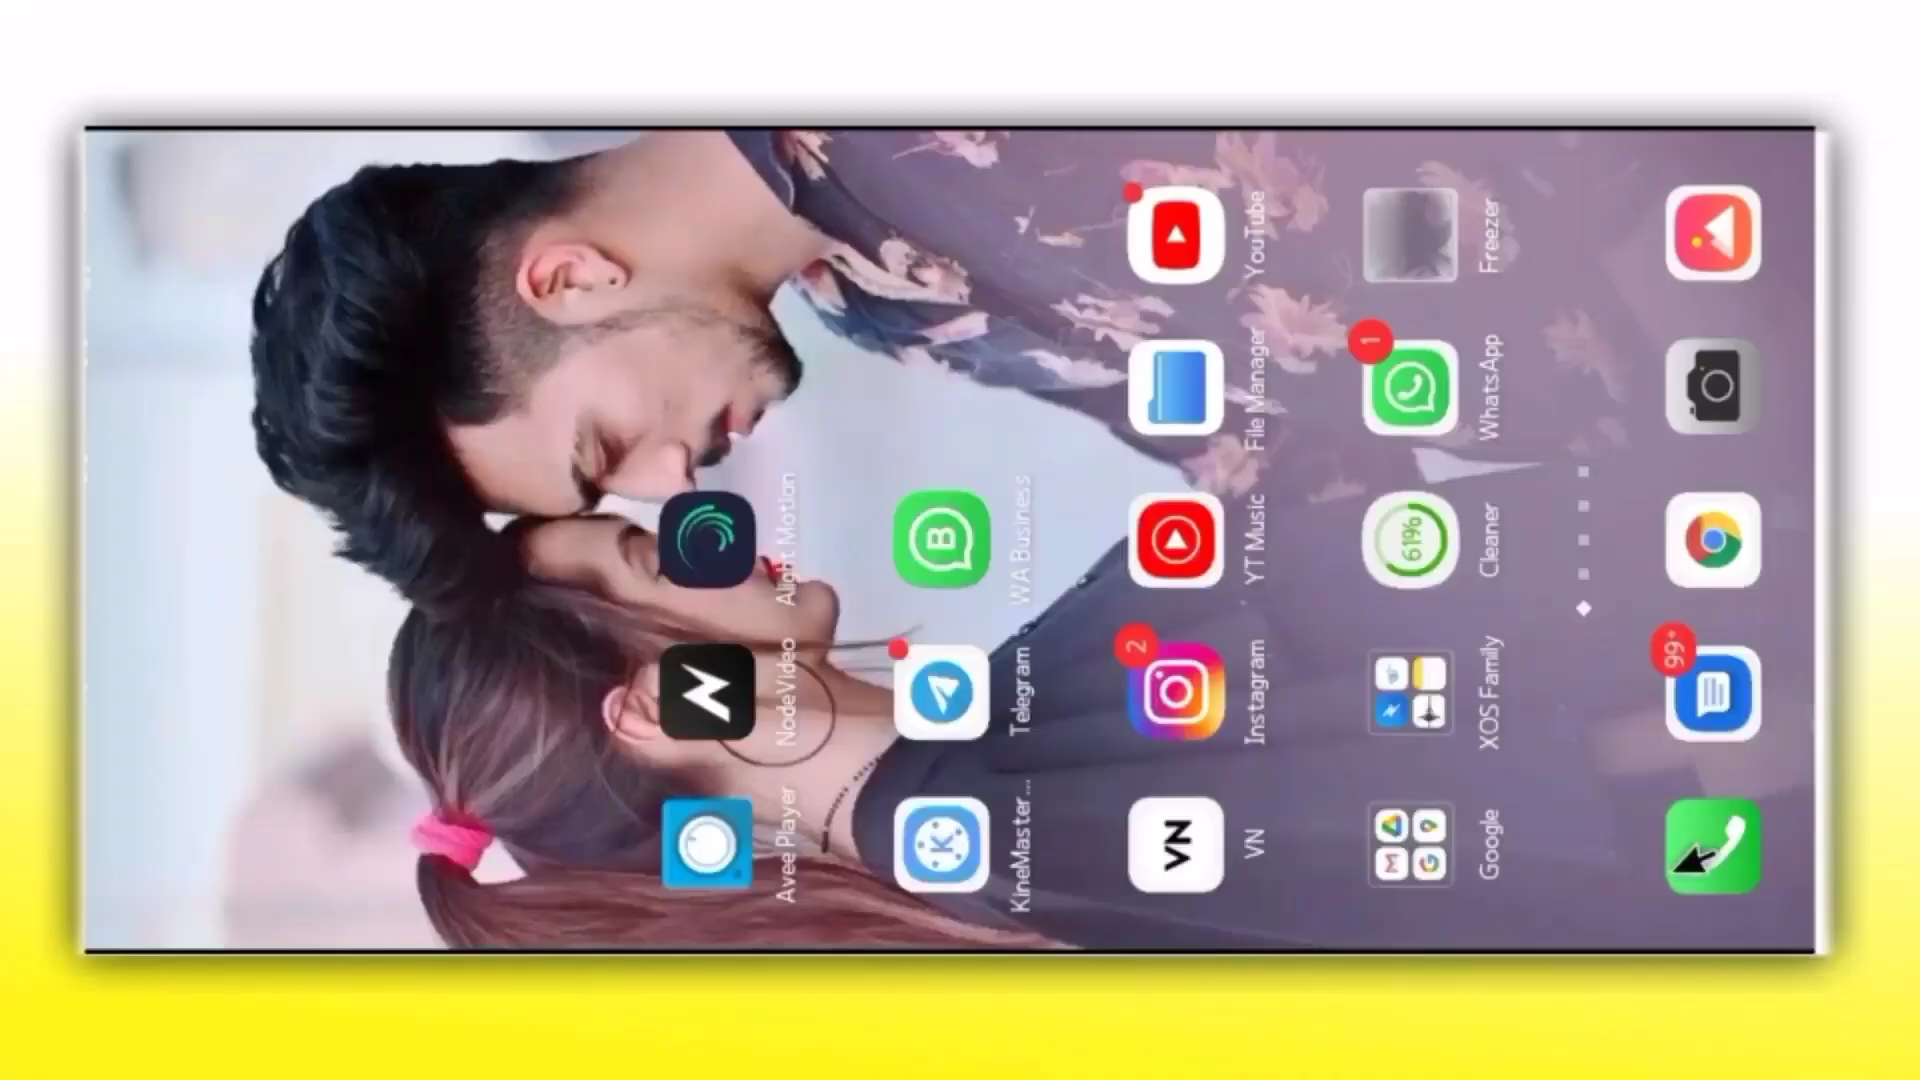 Avee Player
NodeVideo
Alight Motion
KineMaster...
Telegram
WA Business
VN
VN
2
Instagram
YT Music
File Manager
YouTube
Google
XOS Family
61%
Cleaner
1
WhatsApp
Freezer
99+